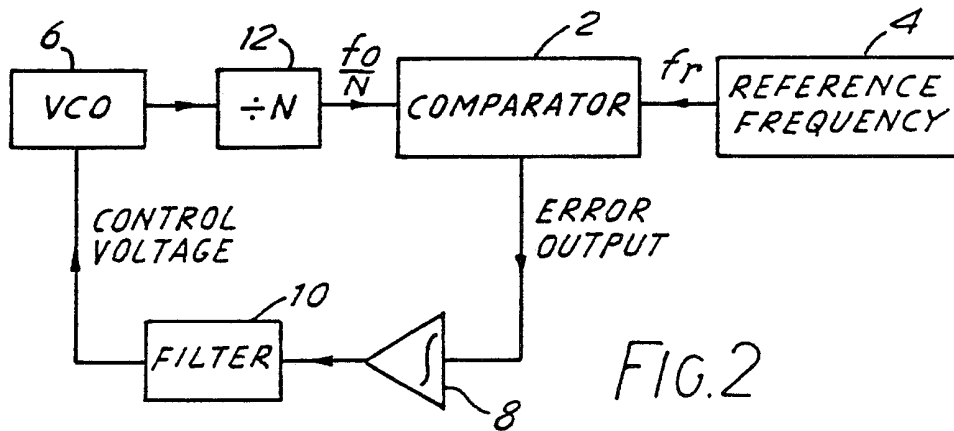 6
12
2
4
VCO
÷N
fo
N
COMPARATOR
fr
REFERENCE
FREQUENCY
CONTROL
VOLTAGE
ERROR
OUTPUT
10
FILTER
∫
8
FIG.2